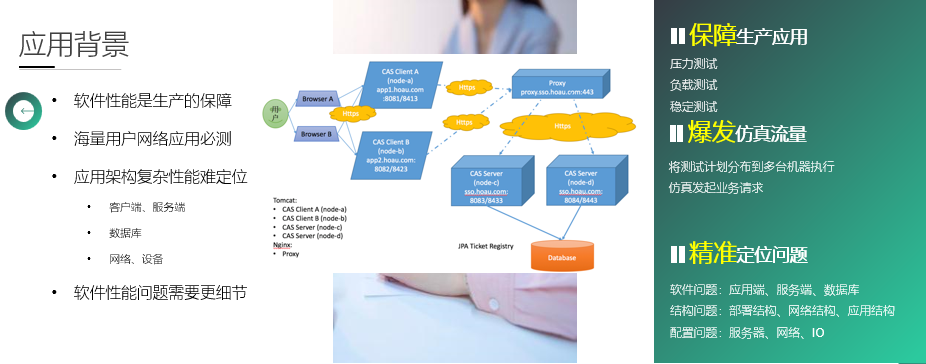 应用背景
• 软件性能是生产的保障
• 海量用户网络应用必测
• 应用架构复杂性能难定位
• 客户端、服务端
• 数据库
• 网络、设备
• 软件性能问题需要更细节
用户
Browser A
Browser B
Https
CAS Client A
(node-a)
app1.hoau.com
:8081/8413
CAS Client B
(node-b)
app2.hoau.com:
8082/8423
Https
Https
Proxy
proxy.sso.hoau.com:443
Https
CAS Server
(node-c)
sso.hoau.com:
8083/8433
CAS Server
(node-d)
sso.hoau.com:
8084/8443
Tomcat:
• CAS Client A (node-a)
• CAS Client B (node-b)
• CAS Server (node-c)
• CAS Server (node-d)
Nginx:
• Proxy
JPA Ticket Registry
Database
保障生产应用
压力测试
负载测试
稳定测试
爆发仿真流量
将测试计划分布到多台机器执行
仿真发起业务请求
精准定位问题
软件问题：应用端、服务端、数据库
结构问题：部署结构、网络结构、应用结构
配置问题：服务器、网络、IO